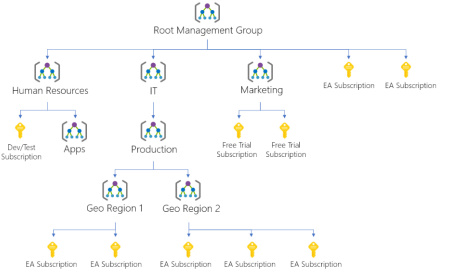 Root Management Group
Human Resources
IT
Marketing
EA Subscription
EA Subscription
Dev/Test
Subscription
Apps
Production
Free Trial
Subscription
Free Trial
Subscription
Geo Region 1
Geo Region 2
EA Subscription
EA Subscription
EA Subscription
EA Subscription
EA Subscription